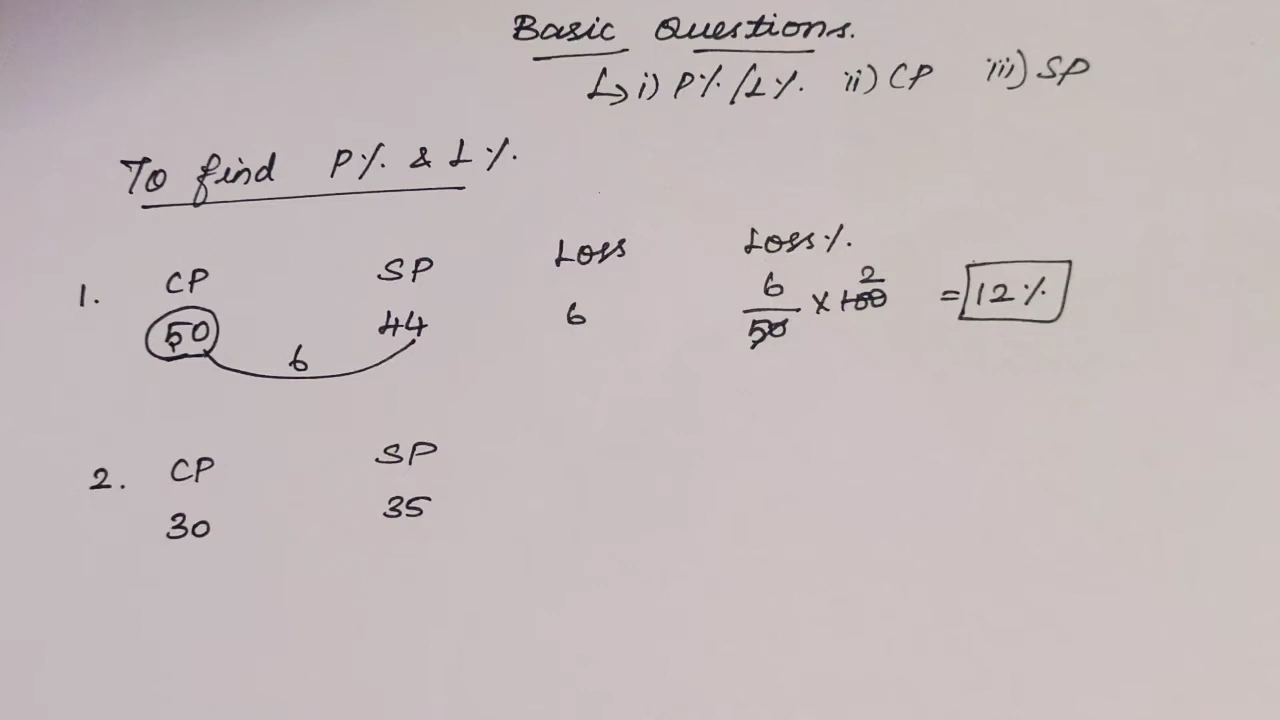 Basic Questions.
↳ i) P% / L%. ii) CP iii) SP
To find P% & L%.
1. CP SP Loss Loss%.
50 44 6 6/50 × 100 2 = 12%
6
2. CP SP
30 35